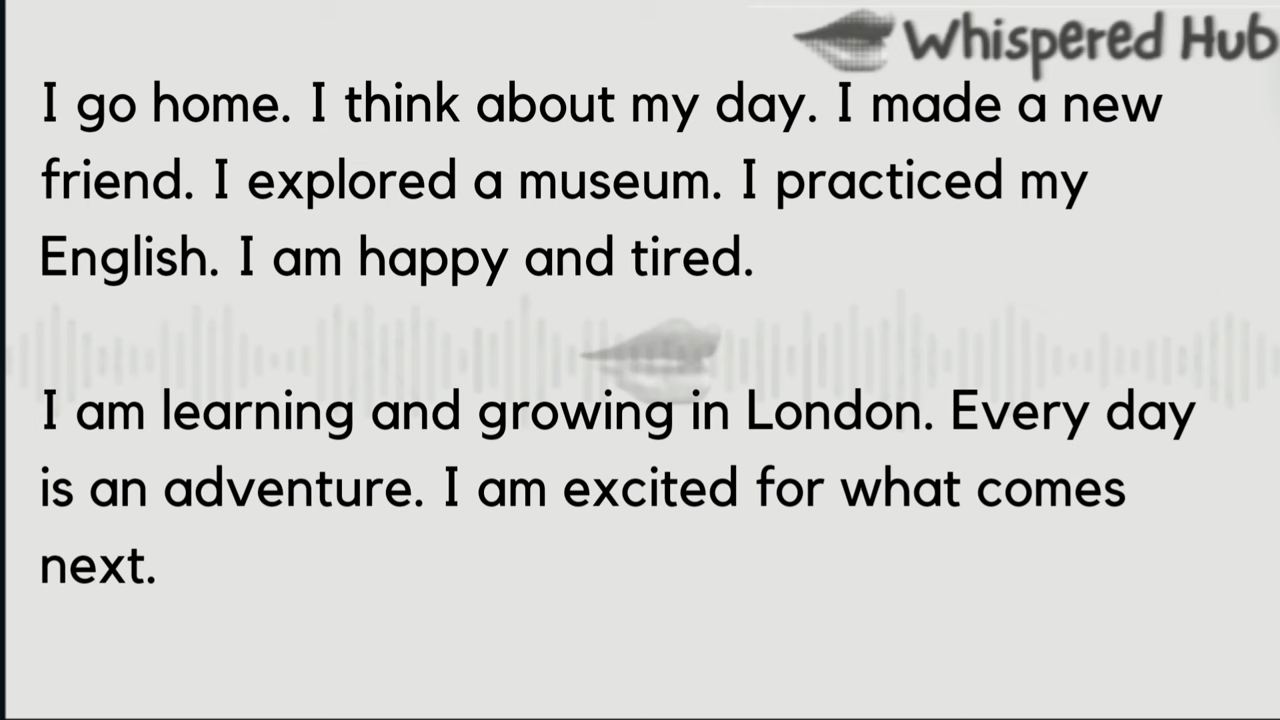 Whispered Hub
I go home. I think about my day. I made a new
friend. I explored a museum. I practiced my
English. I am happy and tired.
I am learning and growing in London. Every day
is an adventure. I am excited for what comes
next.